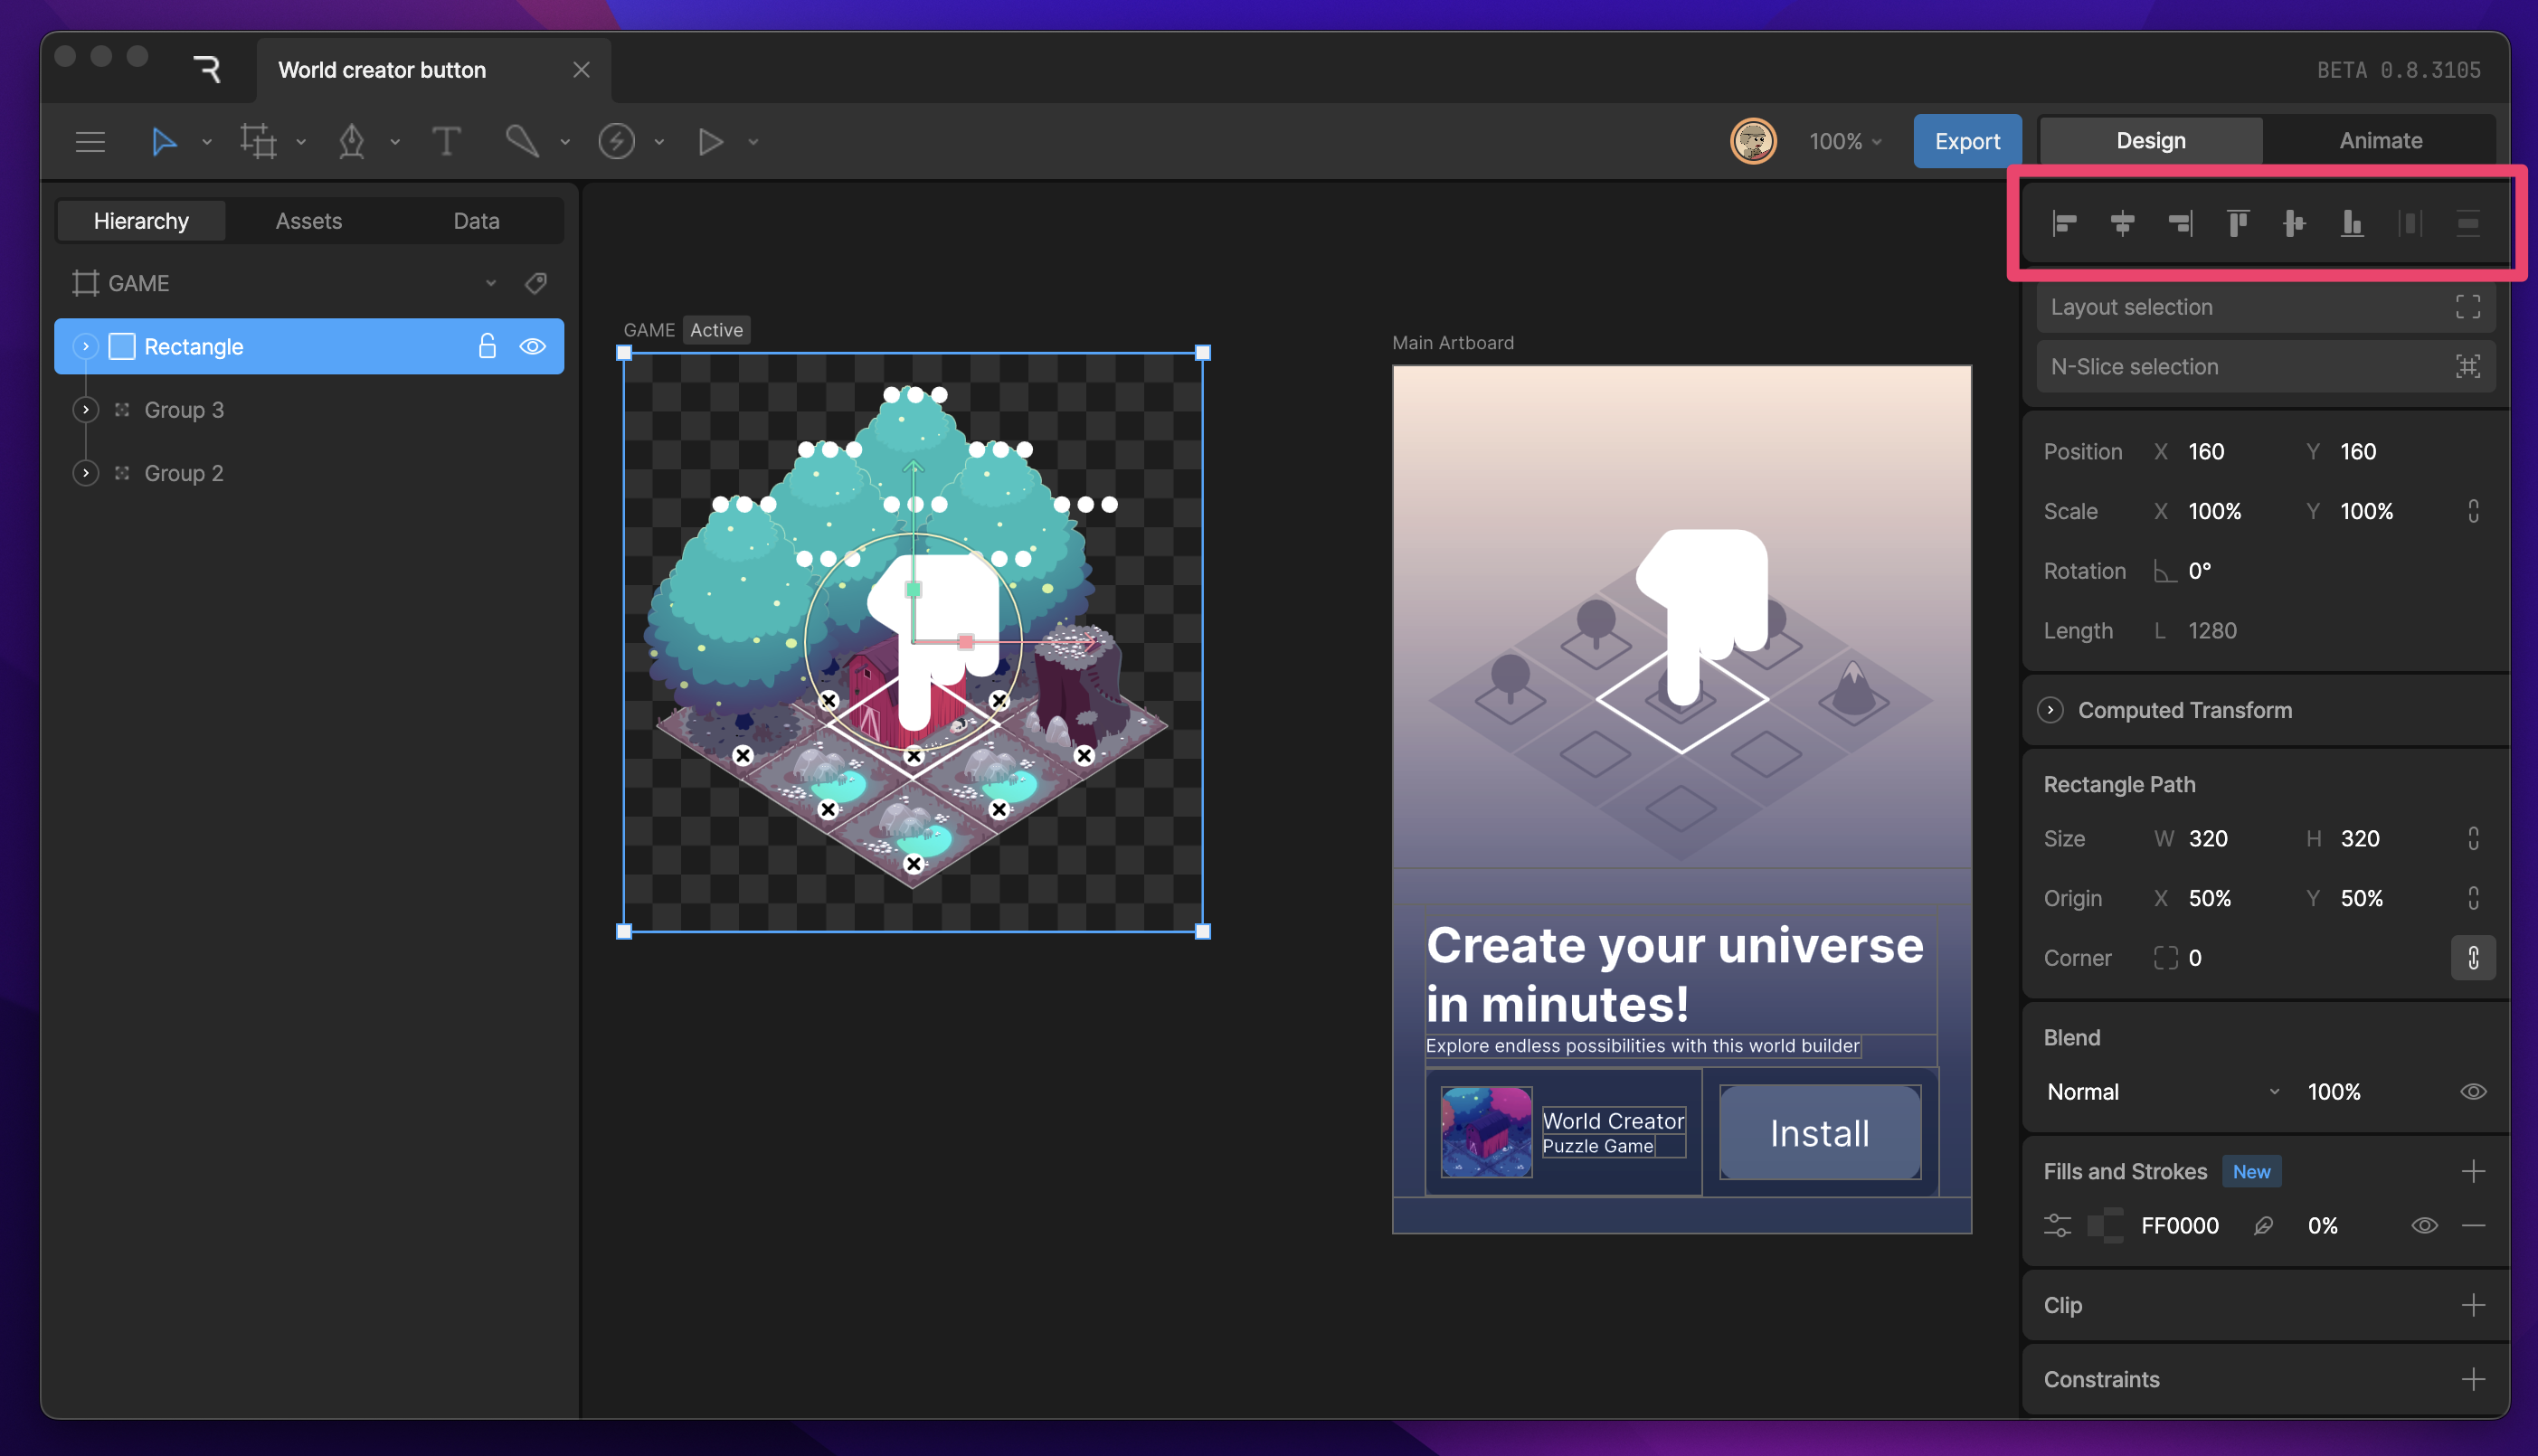 World creator button
BETA 0.8.3105
100%
Export
Design
Animate
Hierarchy
Assets
Data
GAME
Rectangle
Group 3
Group 2
GAME Active
Main Artboard
Create your universe
in minutes!
Explore endless possibilities with this world builder
World Creator
Puzzle Game
Install
Layout selection
N-Slice selection
Position X 160 Y 160
Scale X 100% Y 100%
Rotation 0°
Length L 1280
Computed Transform
Rectangle Path
Size W 320 H 320
Origin X 50% Y 50%
Corner 0
Blend
Normal 100%
Fills and Strokes New
FF0000 0%
Clip
Constraints